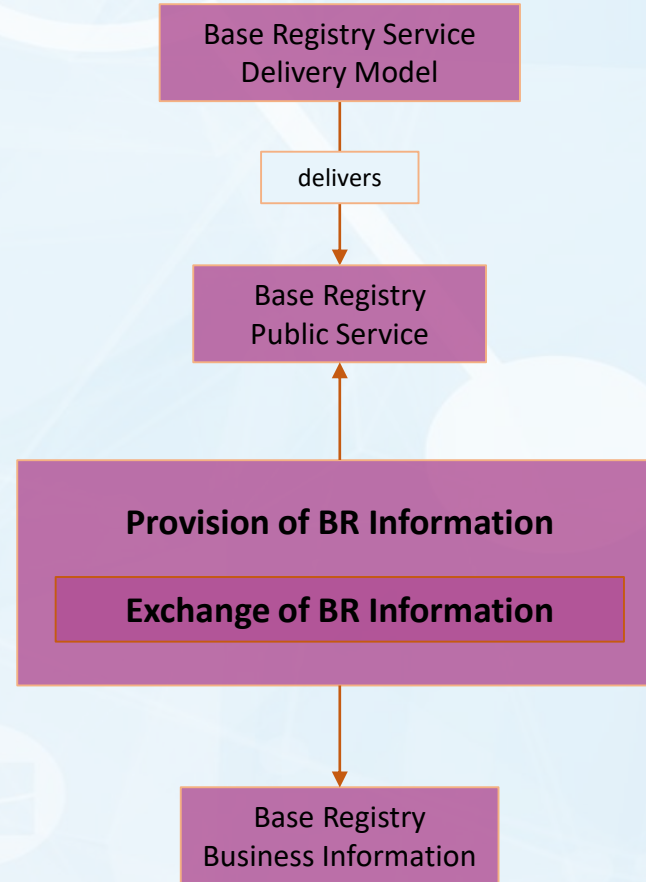 Base Registry Service
Delivery Model
delivers
Base Registry
Public Service
Provision of BR Information
Exchange of BR Information
Base Registry
Business Information